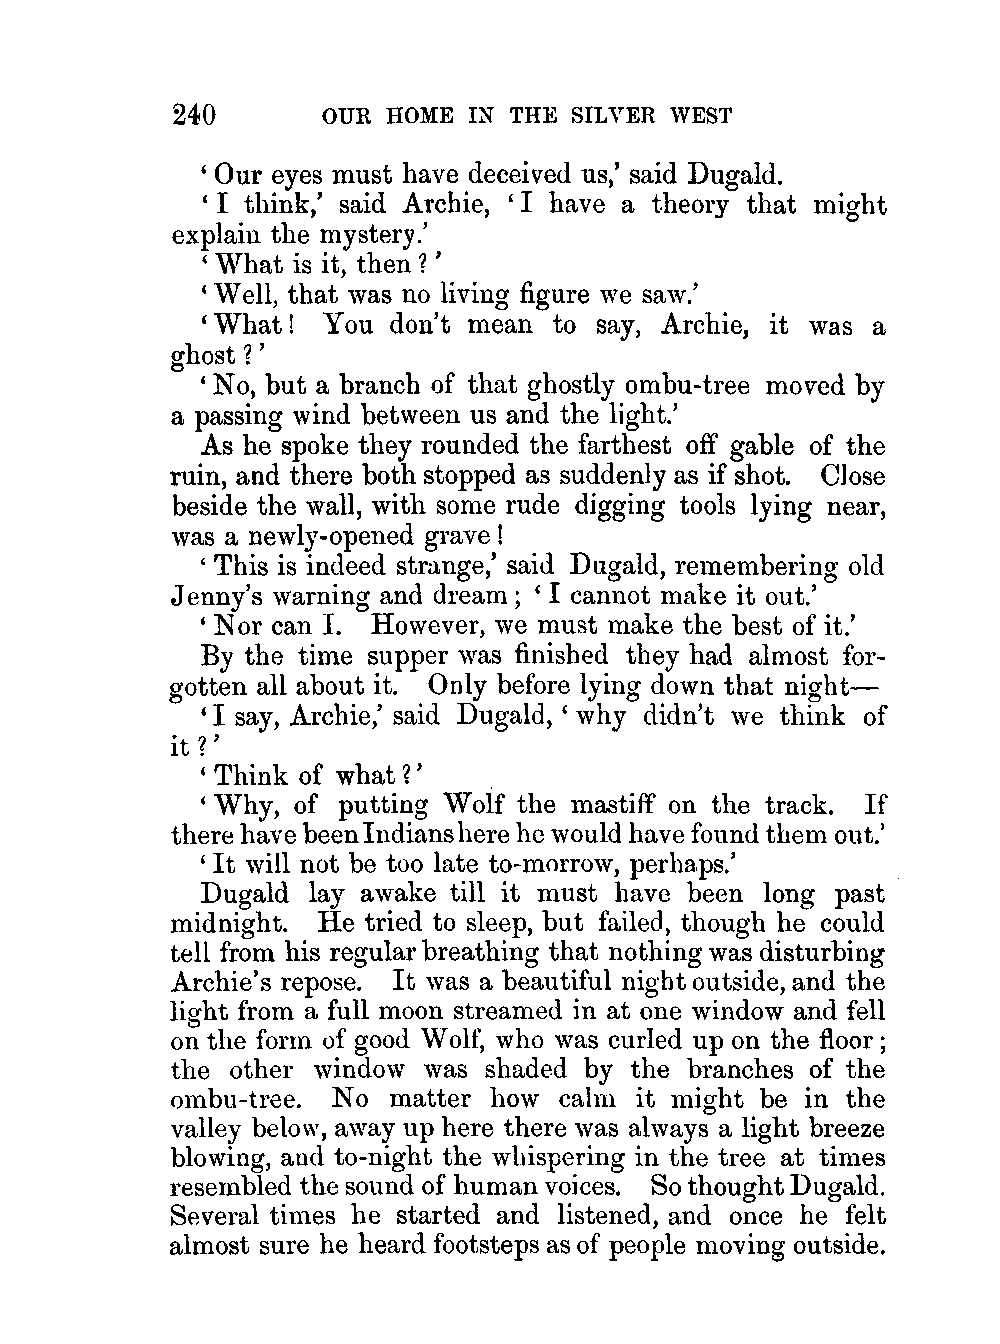 240 OUR HOME IN THE SILVER WEST
‘Our eyes must have deceived us,’ said Dugald.
‘I think,’ said Archie, ‘I have a theory that might
explain the mystery.’
‘What is it, then?’
‘Well, that was no living figure we saw.’
‘What! You don’t mean to say, Archie, it was a
ghost?’
‘No, but a branch of that ghostly ombu-tree moved by
a passing wind between us and the light.’
As he spoke they rounded the farthest off gable of the
ruin, and there both stopped as suddenly as if shot. Close
beside the wall, with some rude digging tools lying near,
was a newly-opened grave!
‘This is indeed strange,’ said Dugald, remembering old
Jenny’s warning and dream; ‘I cannot make it out.’
‘Nor can I. However, we must make the best of it.’
By the time supper was finished they had almost for-
gotten all about it. Only before lying down that night—
‘I say, Archie,’ said Dugald, ‘why didn’t we think of
it?’
‘Think of what?’
‘Why, of putting Wolf the mastiff on the track. If
there have been Indians here he would have found them out.’
‘It will not be too late to-morrow, perhaps.’
Dugald lay awake till it must have been long past
midnight. He tried to sleep, but failed, though he could
tell from his regular breathing that nothing was disturbing
Archie’s repose. It was a beautiful night outside, and the
light from a full moon streamed in at one window and fell
on the form of good Wolf, who was curled up on the floor;
the other window was shaded by the branches of the
ombu-tree. No matter how calm it might be in the
valley below, away up here there was always a light breeze
blowing, and to-night the whispering in the tree at times
resembled the sound of human voices. So thought Dugald.
Several times he started and listened, and once he felt
almost sure he heard footsteps as of people moving outside.